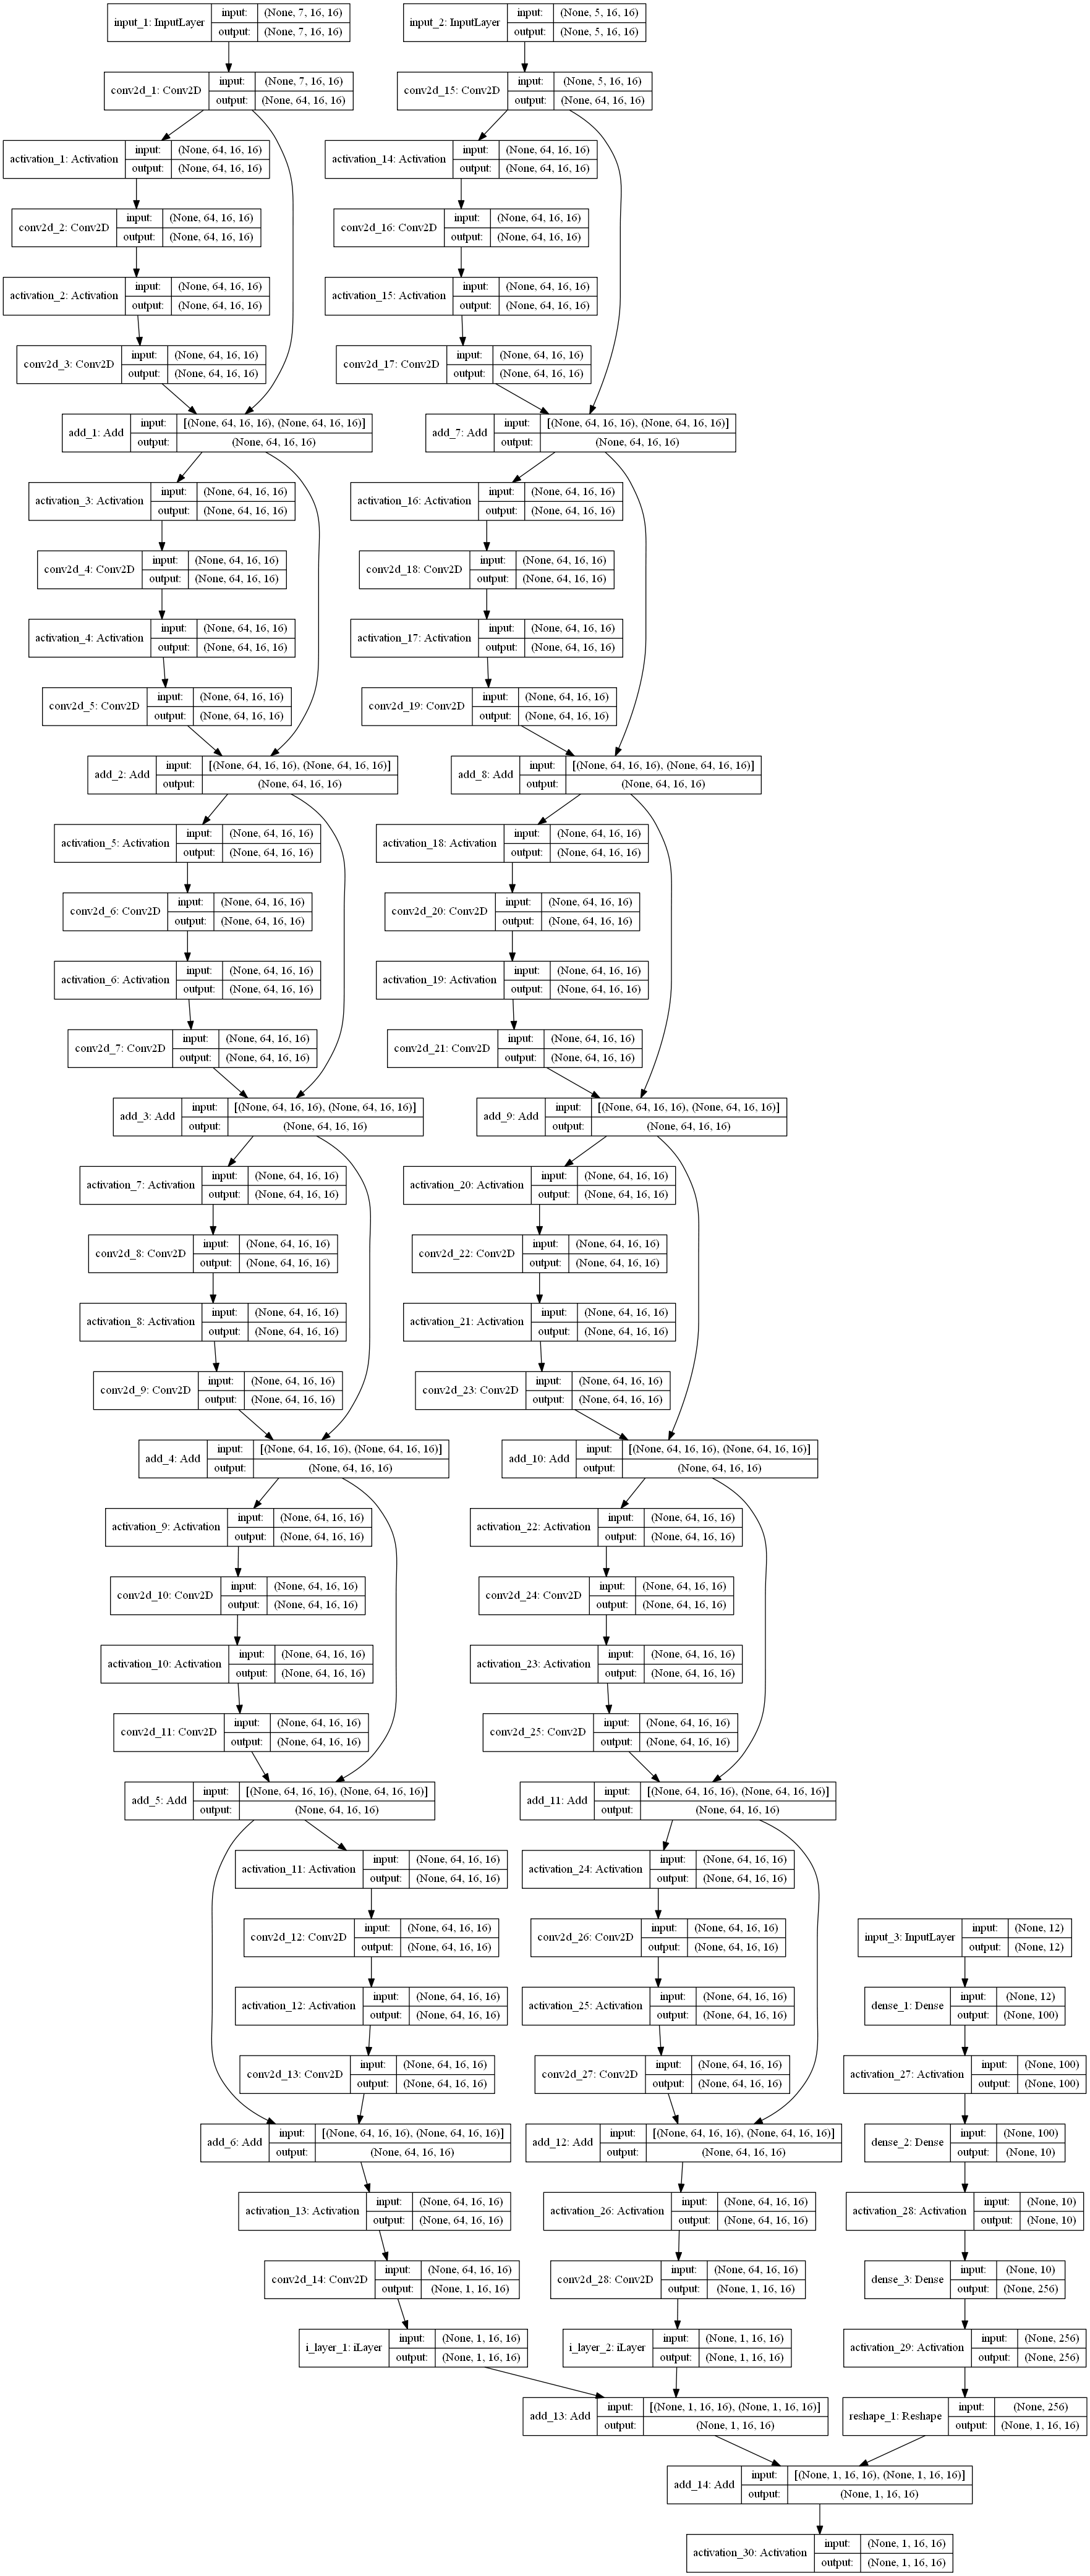 input_1: InputLayer
input: (None, 7, 16, 16)
output: (None, 7, 16, 16)
conv2d_1: Conv2D
input: (None, 7, 16, 16)
output: (None, 64, 16, 16)
activation_1: Activation
input: (None, 64, 16, 16)
output: (None, 64, 16, 16)
conv2d_2: Conv2D
input: (None, 64, 16, 16)
output: (None, 64, 16, 16)
activation_2: Activation
input: (None, 64, 16, 16)
output: (None, 64, 16, 16)
conv2d_3: Conv2D
input: (None, 64, 16, 16)
output: (None, 64, 16, 16)
add_1: Add
input: [(None, 64, 16, 16), (None, 64, 16, 16)]
output: (None, 64, 16, 16)
activation_3: Activation
input: (None, 64, 16, 16)
output: (None, 64, 16, 16)
conv2d_4: Conv2D
input: (None, 64, 16, 16)
output: (None, 64, 16, 16)
activation_4: Activation
input: (None, 64, 16, 16)
output: (None, 64, 16, 16)
conv2d_5: Conv2D
input: (None, 64, 16, 16)
output: (None, 64, 16, 16)
add_2: Add
input: [(None, 64, 16, 16), (None, 64, 16, 16)]
output: (None, 64, 16, 16)
activation_5: Activation
input: (None, 64, 16, 16)
output: (None, 64, 16, 16)
conv2d_6: Conv2D
input: (None, 64, 16, 16)
output: (None, 64, 16, 16)
activation_6: Activation
input: (None, 64, 16, 16)
output: (None, 64, 16, 16)
conv2d_7: Conv2D
input: (None, 64, 16, 16)
output: (None, 64, 16, 16)
add_3: Add
input: [(None, 64, 16, 16), (None, 64, 16, 16)]
output: (None, 64, 16, 16)
activation_7: Activation
input: (None, 64, 16, 16)
output: (None, 64, 16, 16)
conv2d_8: Conv2D
input: (None, 64, 16, 16)
output: (None, 64, 16, 16)
activation_8: Activation
input: (None, 64, 16, 16)
output: (None, 64, 16, 16)
conv2d_9: Conv2D
input: (None, 64, 16, 16)
output: (None, 64, 16, 16)
add_4: Add
input: [(None, 64, 16, 16), (None, 64, 16, 16)]
output: (None, 64, 16, 16)
activation_9: Activation
input: (None, 64, 16, 16)
output: (None, 64, 16, 16)
conv2d_10: Conv2D
input: (None, 64, 16, 16)
output: (None, 64, 16, 16)
activation_10: Activation
input: (None, 64, 16, 16)
output: (None, 64, 16, 16)
conv2d_11: Conv2D
input: (None, 64, 16, 16)
output: (None, 64, 16, 16)
add_5: Add
input: [(None, 64, 16, 16), (None, 64, 16, 16)]
output: (None, 64, 16, 16)
activation_11: Activation
input: (None, 64, 16, 16)
output: (None, 64, 16, 16)
conv2d_12: Conv2D
input: (None, 64, 16, 16)
output: (None, 64, 16, 16)
activation_12: Activation
input: (None, 64, 16, 16)
output: (None, 64, 16, 16)
conv2d_13: Conv2D
input: (None, 64, 16, 16)
output: (None, 64, 16, 16)
add_6: Add
input: [(None, 64, 16, 16), (None, 64, 16, 16)]
output: (None, 64, 16, 16)
activation_13: Activation
input: (None, 64, 16, 16)
output: (None, 64, 16, 16)
conv2d_14: Conv2D
input: (None, 64, 16, 16)
output: (None, 1, 16, 16)
i_layer_1: iLayer
input: (None, 1, 16, 16)
output: (None, 1, 16, 16)
input_2: InputLayer
input: (None, 5, 16, 16)
output: (None, 5, 16, 16)
conv2d_15: Conv2D
input: (None, 5, 16, 16)
output: (None, 64, 16, 16)
activation_14: Activation
input: (None, 64, 16, 16)
output: (None, 64, 16, 16)
conv2d_16: Conv2D
input: (None, 64, 16, 16)
output: (None, 64, 16, 16)
activation_15: Activation
input: (None, 64, 16, 16)
output: (None, 64, 16, 16)
conv2d_17: Conv2D
input: (None, 64, 16, 16)
output: (None, 64, 16, 16)
add_7: Add
input: [(None, 64, 16, 16), (None, 64, 16, 16)]
output: (None, 64, 16, 16)
activation_16: Activation
input: (None, 64, 16, 16)
output: (None, 64, 16, 16)
conv2d_18: Conv2D
input: (None, 64, 16, 16)
output: (None, 64, 16, 16)
activation_17: Activation
input: (None, 64, 16, 16)
output: (None, 64, 16, 16)
conv2d_19: Conv2D
input: (None, 64, 16, 16)
output: (None, 64, 16, 16)
add_8: Add
input: [(None, 64, 16, 16), (None, 64, 16, 16)]
output: (None, 64, 16, 16)
activation_18: Activation
input: (None, 64, 16, 16)
output: (None, 64, 16, 16)
conv2d_20: Conv2D
input: (None, 64, 16, 16)
output: (None, 64, 16, 16)
activation_19: Activation
input: (None, 64, 16, 16)
output: (None, 64, 16, 16)
conv2d_21: Conv2D
input: (None, 64, 16, 16)
output: (None, 64, 16, 16)
add_9: Add
input: [(None, 64, 16, 16), (None, 64, 16, 16)]
output: (None, 64, 16, 16)
activation_20: Activation
input: (None, 64, 16, 16)
output: (None, 64, 16, 16)
conv2d_22: Conv2D
input: (None, 64, 16, 16)
output: (None, 64, 16, 16)
activation_21: Activation
input: (None, 64, 16, 16)
output: (None, 64, 16, 16)
conv2d_23: Conv2D
input: (None, 64, 16, 16)
output: (None, 64, 16, 16)
add_10: Add
input: [(None, 64, 16, 16), (None, 64, 16, 16)]
output: (None, 64, 16, 16)
activation_22: Activation
input: (None, 64, 16, 16)
output: (None, 64, 16, 16)
conv2d_24: Conv2D
input: (None, 64, 16, 16)
output: (None, 64, 16, 16)
activation_23: Activation
input: (None, 64, 16, 16)
output: (None, 64, 16, 16)
conv2d_25: Conv2D
input: (None, 64, 16, 16)
output: (None, 64, 16, 16)
add_11: Add
input: [(None, 64, 16, 16), (None, 64, 16, 16)]
output: (None, 64, 16, 16)
activation_24: Activation
input: (None, 64, 16, 16)
output: (None, 64, 16, 16)
conv2d_26: Conv2D
input: (None, 64, 16, 16)
output: (None, 64, 16, 16)
activation_25: Activation
input: (None, 64, 16, 16)
output: (None, 64, 16, 16)
conv2d_27: Conv2D
input: (None, 64, 16, 16)
output: (None, 64, 16, 16)
add_12: Add
input: [(None, 64, 16, 16), (None, 64, 16, 16)]
output: (None, 64, 16, 16)
activation_26: Activation
input: (None, 64, 16, 16)
output: (None, 64, 16, 16)
conv2d_28: Conv2D
input: (None, 64, 16, 16)
output: (None, 1, 16, 16)
i_layer_2: iLayer
input: (None, 1, 16, 16)
output: (None, 1, 16, 16)
add_13: Add
input: [(None, 1, 16, 16), (None, 1, 16, 16)]
output: (None, 1, 16, 16)
input_3: InputLayer
input: (None, 12)
output: (None, 12)
dense_1: Dense
input: (None, 12)
output: (None, 100)
activation_27: Activation
input: (None, 100)
output: (None, 100)
dense_2: Dense
input: (None, 100)
output: (None, 10)
activation_28: Activation
input: (None, 10)
output: (None, 10)
dense_3: Dense
input: (None, 10)
output: (None, 256)
activation_29: Activation
input: (None, 256)
output: (None, 256)
reshape_1: Reshape
input: (None, 256)
output: (None, 1, 16, 16)
add_14: Add
input: [(None, 1, 16, 16), (None, 1, 16, 16)]
output: (None, 1, 16, 16)
activation_30: Activation
input: (None, 1, 16, 16)
output: (None, 1, 16, 16)